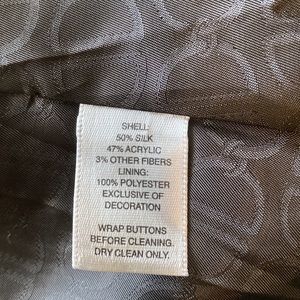 SHELL:
50% SILK
47% ACRYLIC
3% OTHER FIBERS
LINING:
100% POLYESTER
EXCLUSIVE OF
DECORATION
WRAP BUTTONS
BEFORE CLEANING.
DRY CLEAN ONLY.